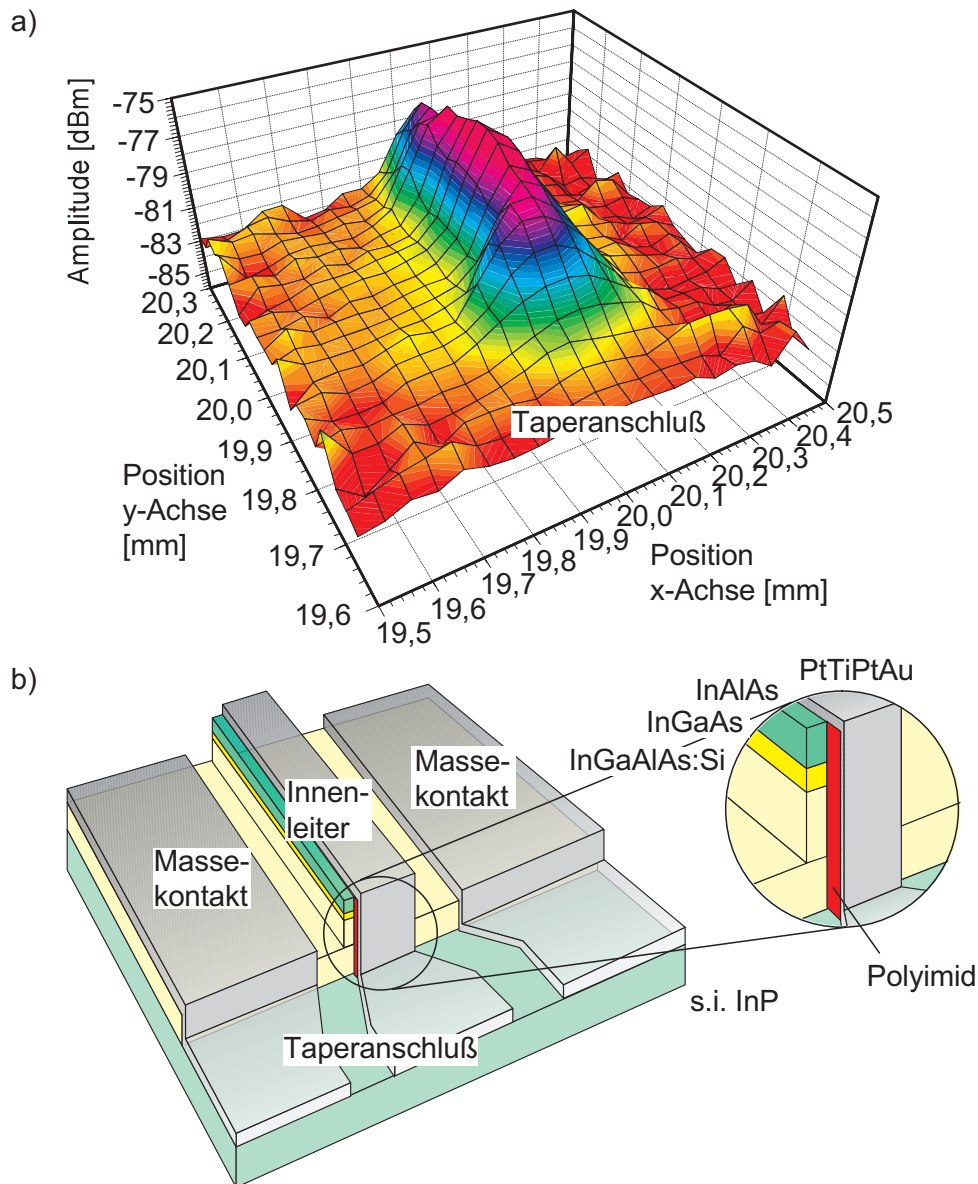 a)
Amplitude [dBm]
-75
-77
-79
-81
-83
-85
20,3
20,2
20,1
20,0
19,9
19,8
19,7
19,6
Position
y-Achse
[mm]
Taperanschluß
19,5
19,6
19,7
19,8
19,9
20,0
20,1
20,2
20,3
20,4
20,5
Position
x-Achse [mm]
b)
PtTiPtAu
InAlAs
InGaAs
InGaAlAs:Si
Masse-
kontakt
Innen-
leiter
Masse-
kontakt
Polyimid
s.i. InP
Taperanschluß